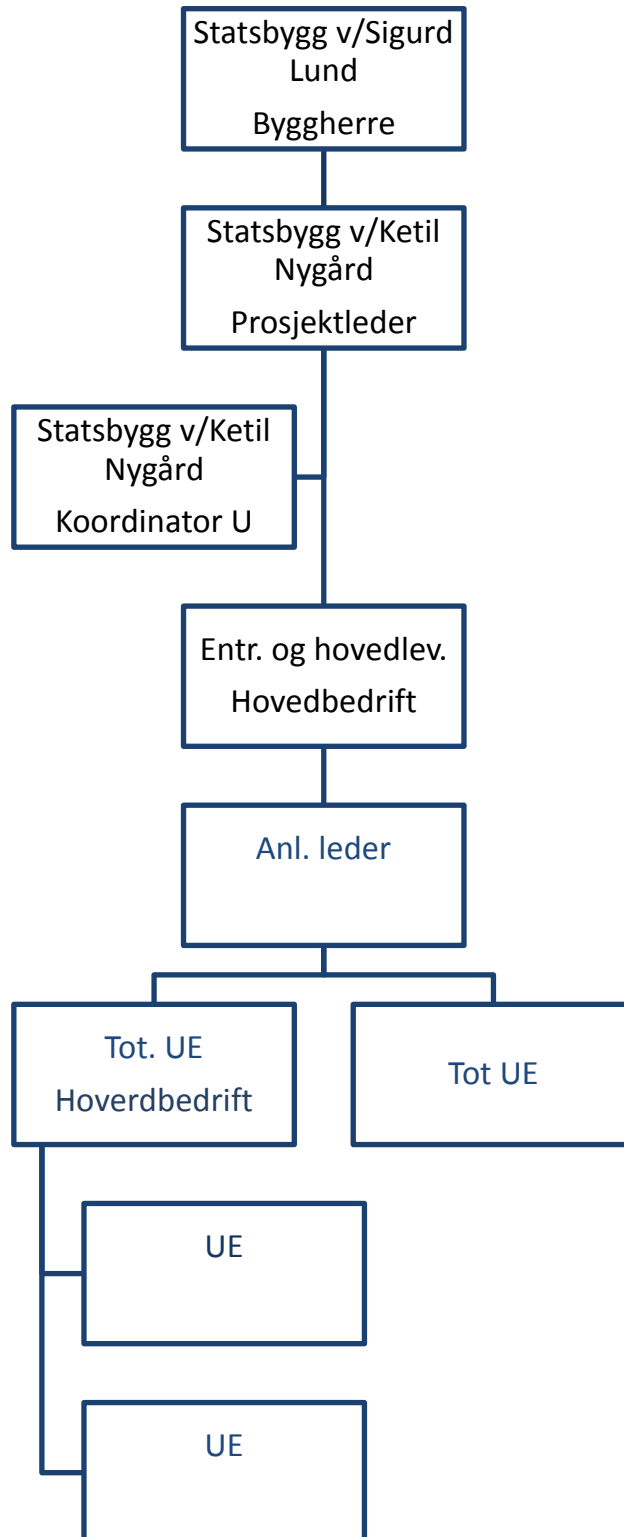 Statsbygg v/Sigurd
Lund
Byggherre
Statsbygg v/Ketil
Nygård
Prosjektleder
Statsbygg v/Ketil
Nygård
Koordinator U
Entr. og hovedlev.
Hovedbedrift
Anl. leder
Tot. UE
Hoverdbedrift
Tot UE
UE
UE